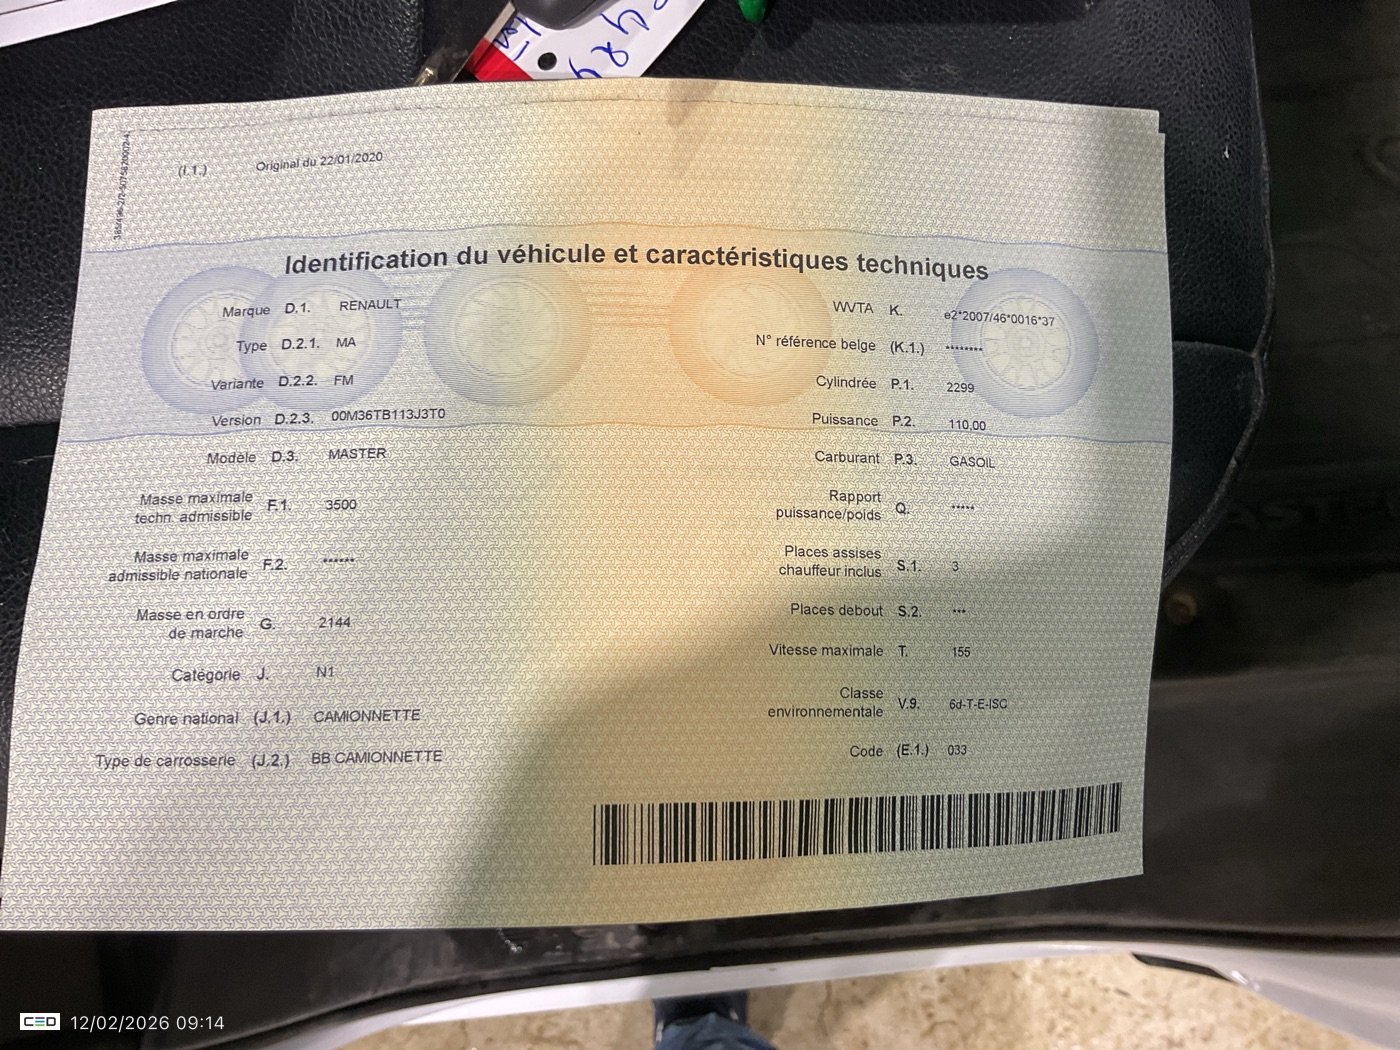 (I.1.) Original du 22/01/2020
Identification du véhicule et caractéristiques techniques
Marque D.1. RENAULT
Type D.2.1. MA
Variante D.2.2. FM
Version D.2.3. 00M36TB113J3T0
Modèle D.3. MASTER
Masse maximale
techn. admissible F.1. 3500
Masse maximale
admissible nationale F.2. ******
Masse en ordre
de marche G. 2144
Catégorie J. N1
Genre national (J.1.) CAMIONNETTE
Type de carrosserie (J.2.) BB CAMIONNETTE
WVTA K. e2*2007/46*0016*37
N° référence belge (K.1.) ********
Cylindrée P.1. 2299
Puissance P.2. 110,00
Carburant P.3. GASOIL
Rapport
puissance/poids Q. *****
Places assises
chauffeur inclus S.1. 3
Places debout S.2. ***
Vitesse maximale T. 155
Classe
environnementale V.9. 6d-T-E-ISC
Code (E.1.) 033
CED 12/02/2026 09:14